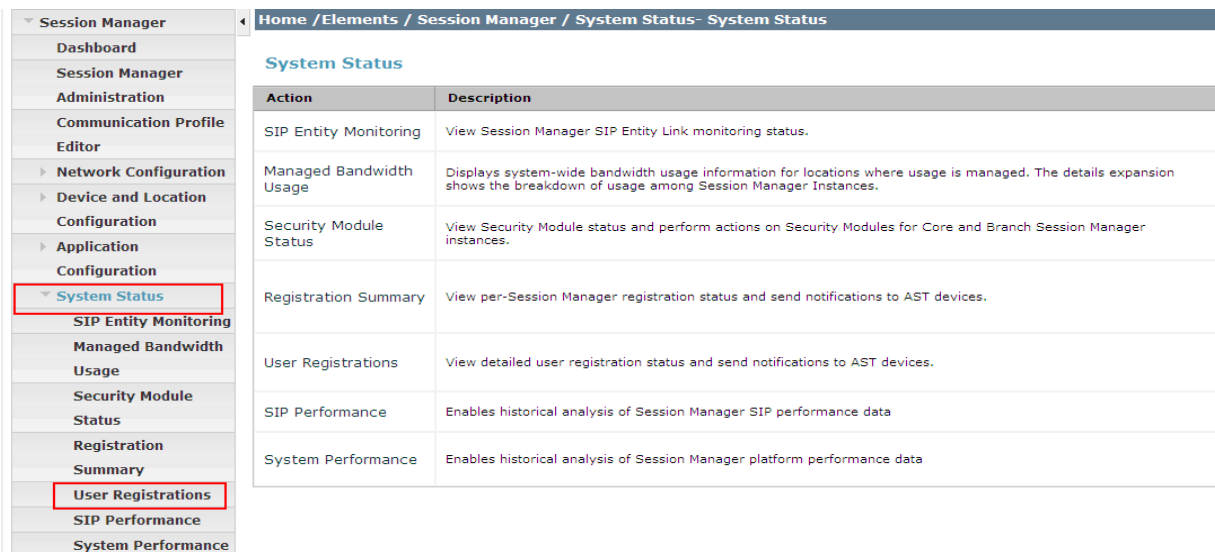 Session Manager
Dashboard
Session Manager
Administration
Communication Profile
Editor
Network Configuration
Device and Location
Configuration
Application
Configuration
System Status
SIP Entity Monitoring
Managed Bandwidth
Usage
Security Module
Status
Registration
Summary
User Registrations
SIP Performance
System Performance
Home /Elements / Session Manager / System Status- System Status
System Status
Action Description
SIP Entity Monitoring View Session Manager SIP Entity Link monitoring status.
Managed Bandwidth
Usage
Displays system-wide bandwidth usage information for locations where usage is managed. The details expansion
shows the breakdown of usage among Session Manager Instances.
Security Module
Status
View Security Module status and perform actions on Security Modules for Core and Branch Session Manager
instances.
Registration Summary View per-Session Manager registration status and send notifications to AST devices.
User Registrations View detailed user registration status and send notifications to AST devices.
SIP Performance Enables historical analysis of Session Manager SIP performance data
System Performance Enables historical analysis of Session Manager platform performance data